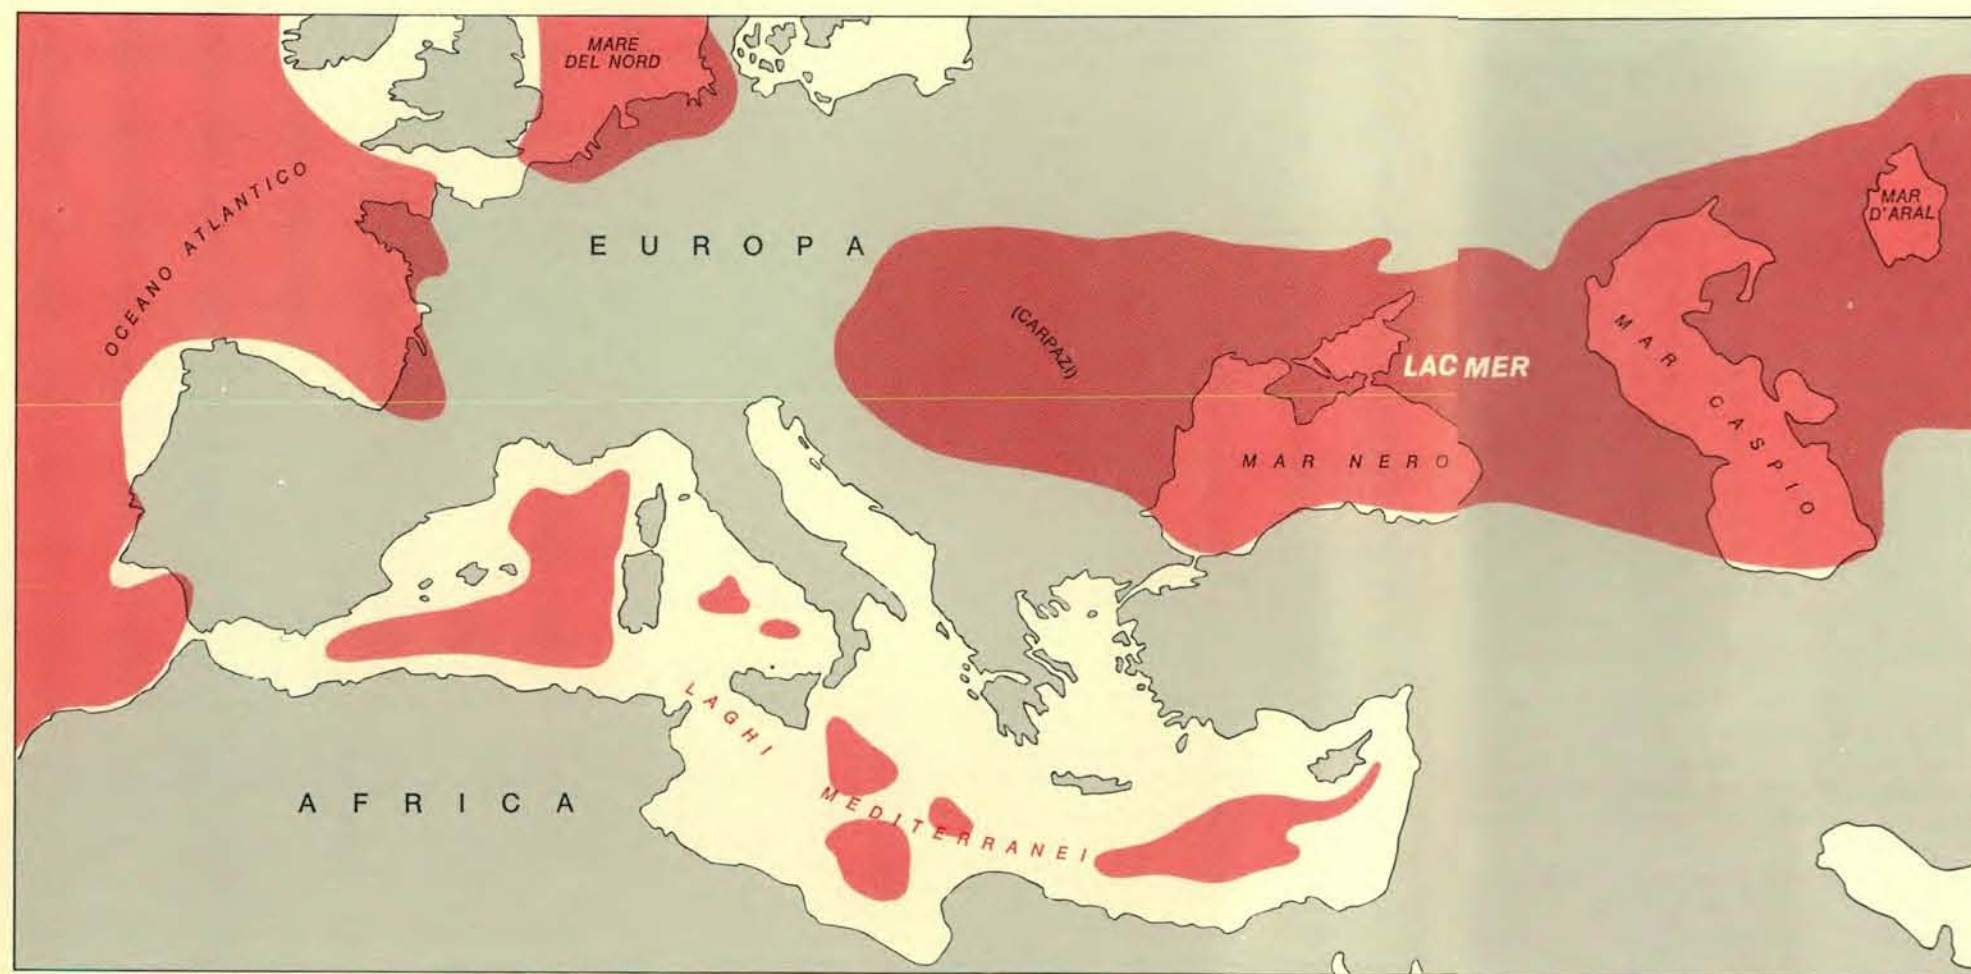 MARE
DEL NORD
OCEANO ATLANTICO
EUROPA
MAR
D'ARAL
(CARPAZI)
LAC MER
MAR CASPIO
MAR NERO
LAGHI
MEDITERRANEI
AFRICA